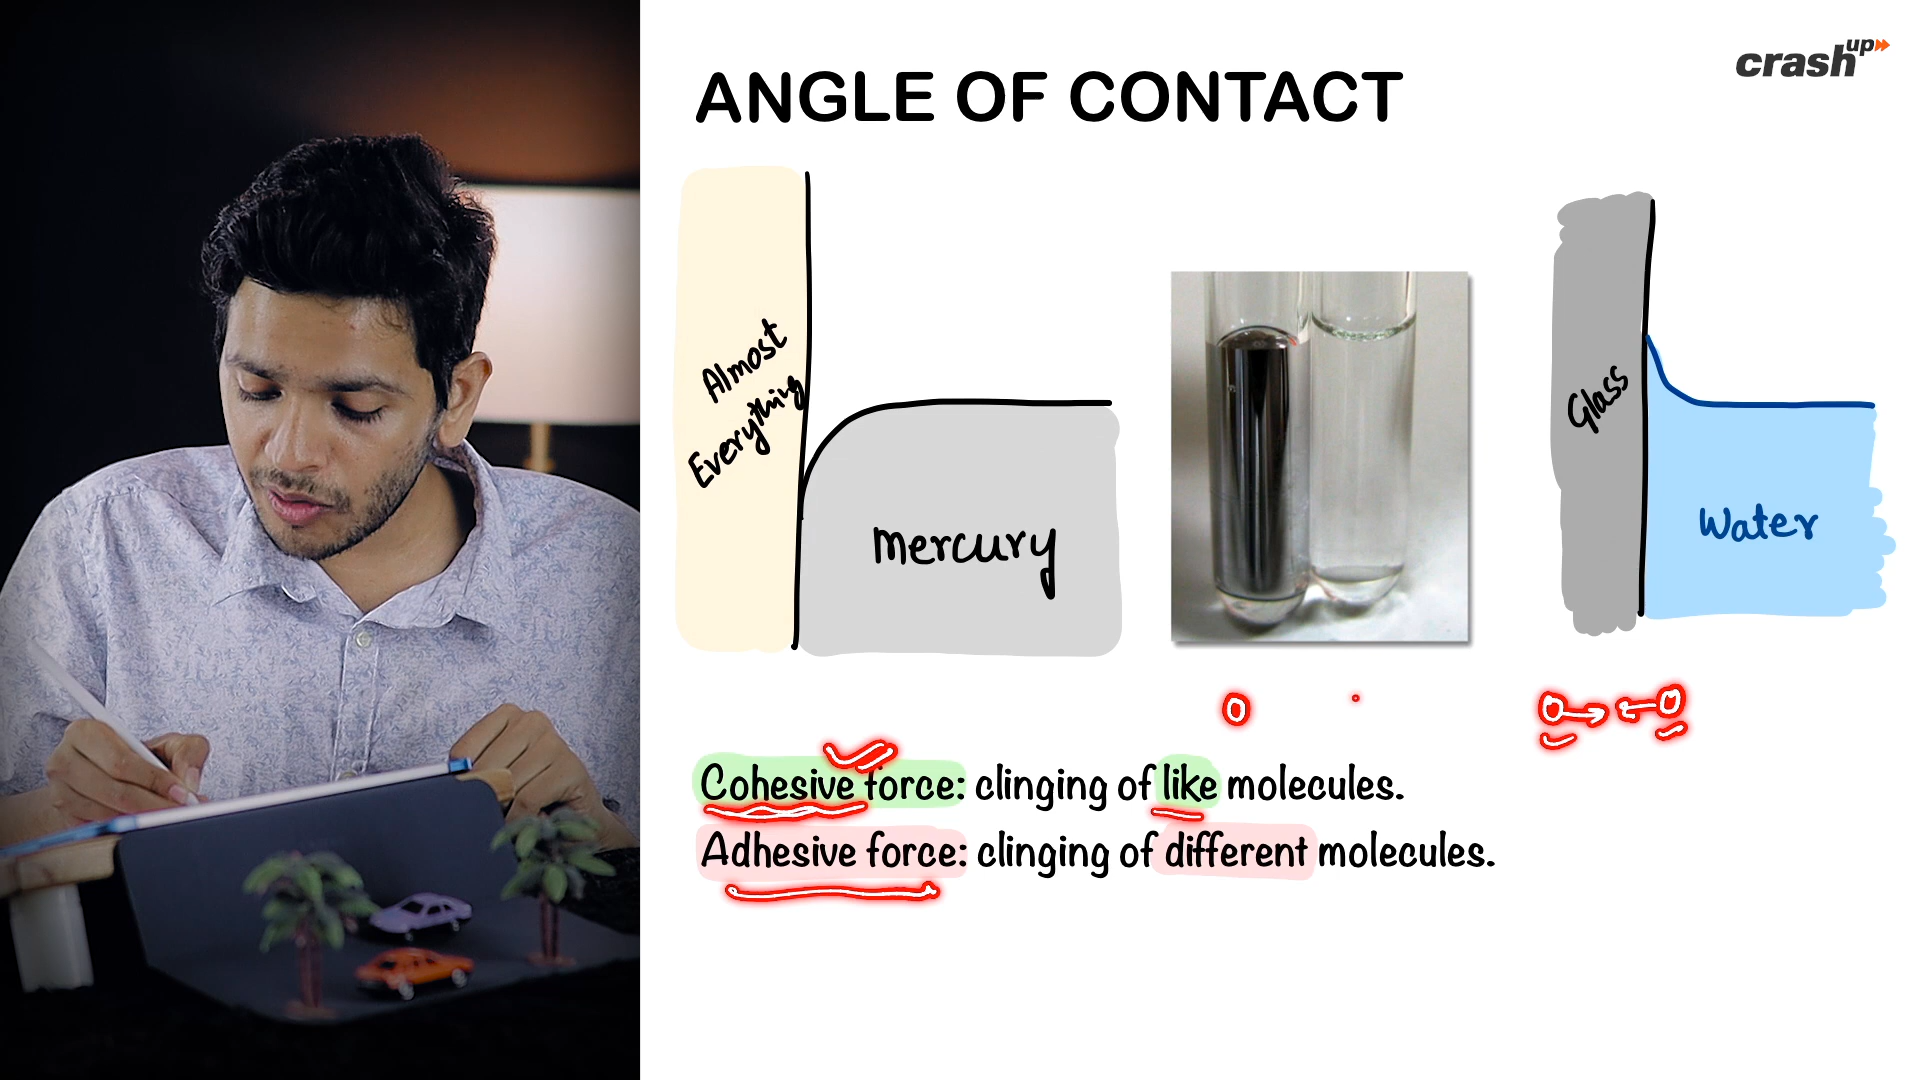 crash up
ANGLE OF CONTACT
Almost
Everything
Mercury
Glass
Water
Cohesive force: clinging of like molecules.
Adhesive force: clinging of different molecules.